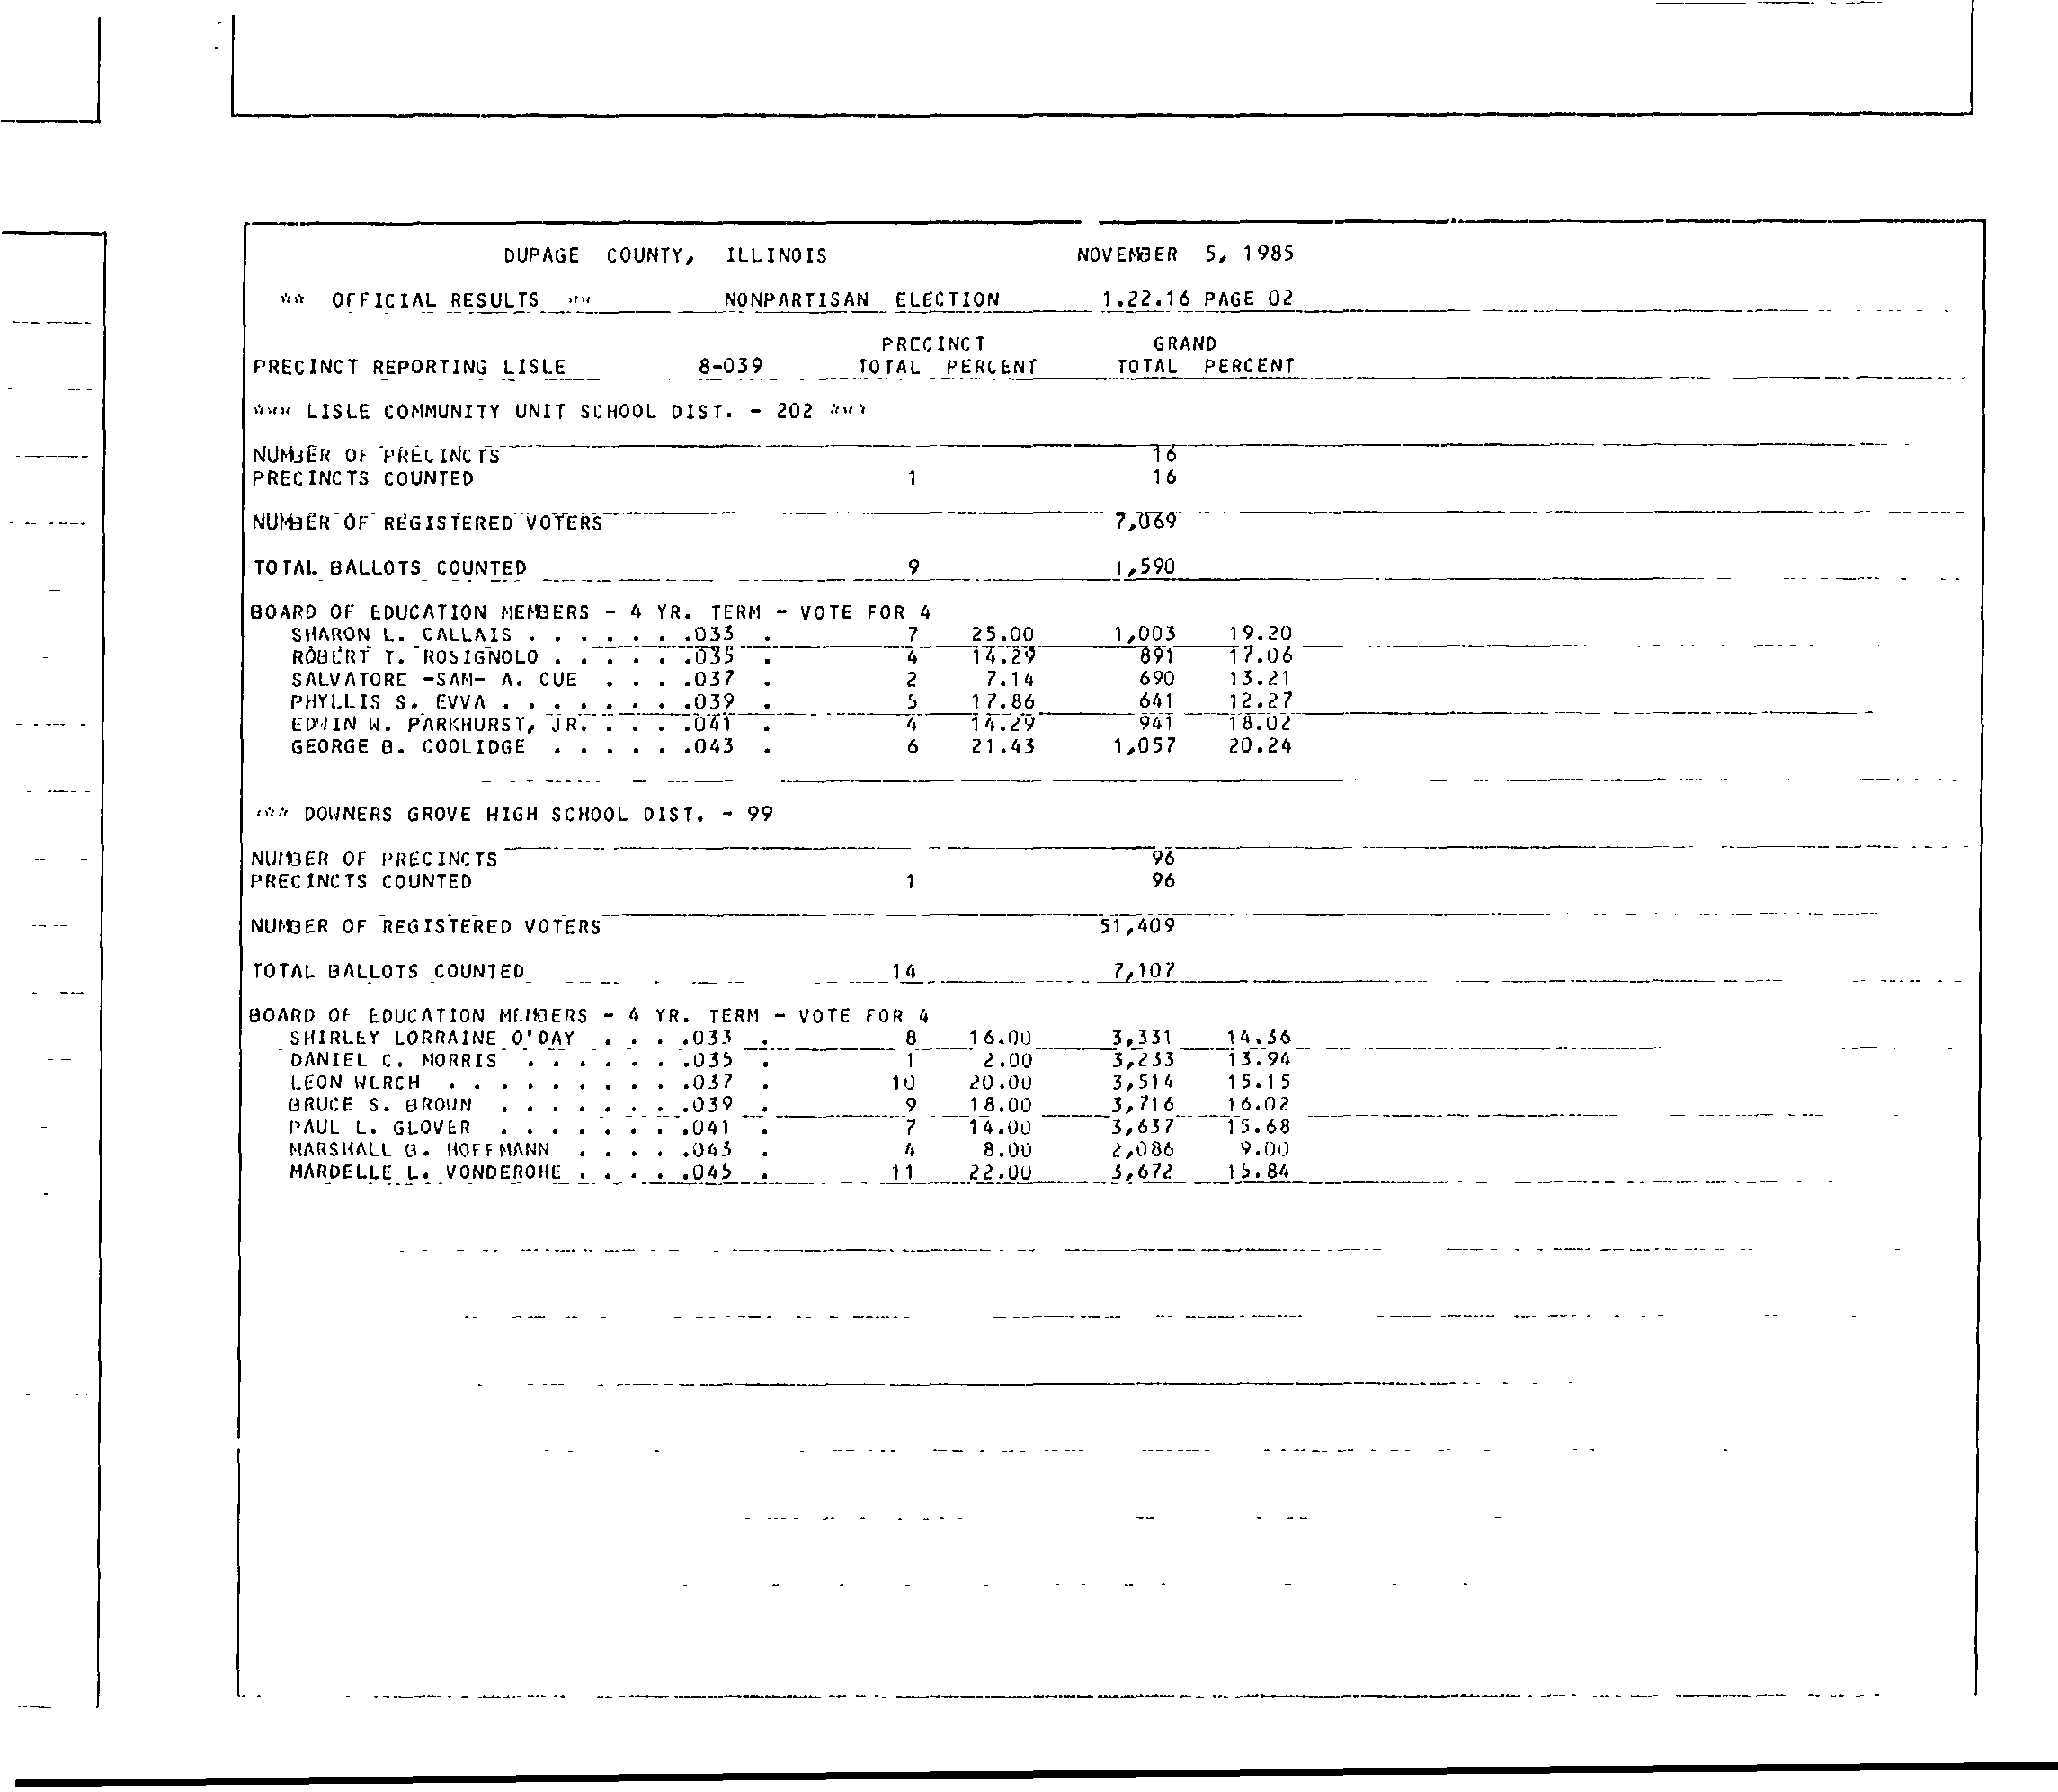 DUPAGE COUNTY, ILLINOIS NOVEMBER 5, 1985
** OFFICIAL RESULTS ** NONPARTISAN ELECTION 1.22.16 PAGE 02
PRECINCT GRAND
PRECINCT REPORTING LISLE 8-039 TOTAL PERCENT TOTAL PERCENT
*** LISLE COMMUNITY UNIT SCHOOL DIST. - 202 ***
NUMBER OF PRECINCTS 16
PRECINCTS COUNTED 1 16
NUMBER OF REGISTERED VOTERS 7,069
TOTAL BALLOTS COUNTED 9 1,590
BOARD OF EDUCATION MEMBERS - 4 YR. TERM - VOTE FOR 4
SHARON L. CALLAIS . . . . . . .033 . 7 25.00 1,003 19.20
ROBERT T. ROSIGNOLO . . . . . .035 . 4 14.29 891 17.06
SALVATORE -SAM- A. CUE . . . .037 . 2 7.14 690 13.21
PHYLLIS S. EVVA . . . . . . . .039 . 5 17.86 641 12.27
EDWIN W. PARKHURST, JR. . . . .041 . 4 14.29 941 18.02
GEORGE B. COOLIDGE . . . . . .043 . 6 21.43 1,057 20.24
*** DOWNERS GROVE HIGH SCHOOL DIST. - 99
NUMBER OF PRECINCTS 96
PRECINCTS COUNTED 1 96
NUMBER OF REGISTERED VOTERS 51,409
TOTAL BALLOTS COUNTED 14 7,107
BOARD OF EDUCATION MEMBERS - 4 YR. TERM - VOTE FOR 4
SHIRLEY LORRAINE O'DAY . . . .033 . 8 16.00 3,331 14.36
DANIEL C. MORRIS . . . . . . .035 . 1 2.00 3,233 13.94
LEON WERCH . . . . . . . . . .037 . 10 20.00 3,514 15.15
BRUCE S. BROWN . . . . . . . .039 . 9 18.00 3,716 16.02
PAUL L. GLOVER . . . . . . . .041 . 7 14.00 3,637 15.68
MARSHALL B. HOFFMANN . . . . .043 . 4 8.00 2,086 9.00
MARDELLE L. VONDEROHE . . . . .045 . 11 22.00 3,672 15.84